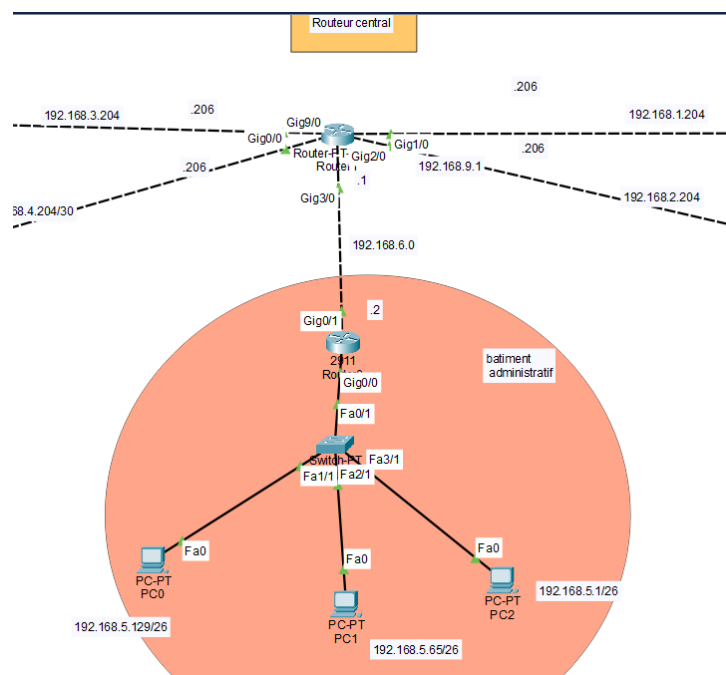 Routeur central
.206
.206
192.168.3.204
192.168.1.204
Gig9/0
Gig0/0
Gig1/0
Router-PT-
Gig2/0
.206
.206
192.168.9.1
.1
Gig3/0
192.168.2.204
68.4.204/30
192.168.6.0
.2
Gig0/1
batiment
administratif
2911
Gig0/0
Fa0/1
Switch-PT
Fa3/1
Fa1/1
Fa2/1
Fa0
Fa0
Fa0
PC-PT
PC0
PC-PT
PC1
PC-PT
PC2
192.168.5.1/26
192.168.5.129/26
192.168.5.65/26